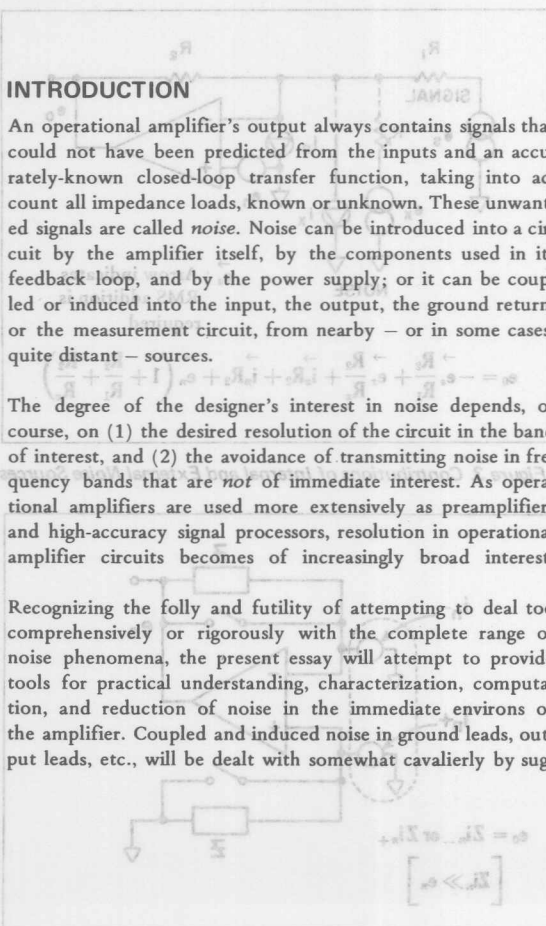 INTRODUCTION
An operational amplifier's output always contains signals tha
could not have been predicted from the inputs and an accu
rately-known closed-loop transfer function, taking into ac
count all impedance loads, known or unknown. These unwant
ed signals are called noise. Noise can be introduced into a cir
cuit by the amplifier itself, by the components used in it
feedback loop, and by the power supply; or it can be coup
led or induced into the input, the output, the ground return
or the measurement circuit, from nearby — or in some cases
quite distant — sources.
The degree of the designer's interest in noise depends, o
course, on (1) the desired resolution of the circuit in the ban
of interest, and (2) the avoidance of transmitting noise in fre
quency bands that are not of immediate interest. As opera
tional amplifiers are used more extensively as preamplifier
and high-accuracy signal processors, resolution in operationa
amplifier circuits becomes of increasingly broad interest
Recognizing the folly and futility of attempting to deal too
comprehensively or rigorously with the complete range o
noise phenomena, the present essay will attempt to provid
tools for practical understanding, characterization, computa
tion, and reduction of noise in the immediate environs o
the amplifier. Coupled and induced noise in ground leads, out
put leads, etc., will be dealt with somewhat cavalierly by sug